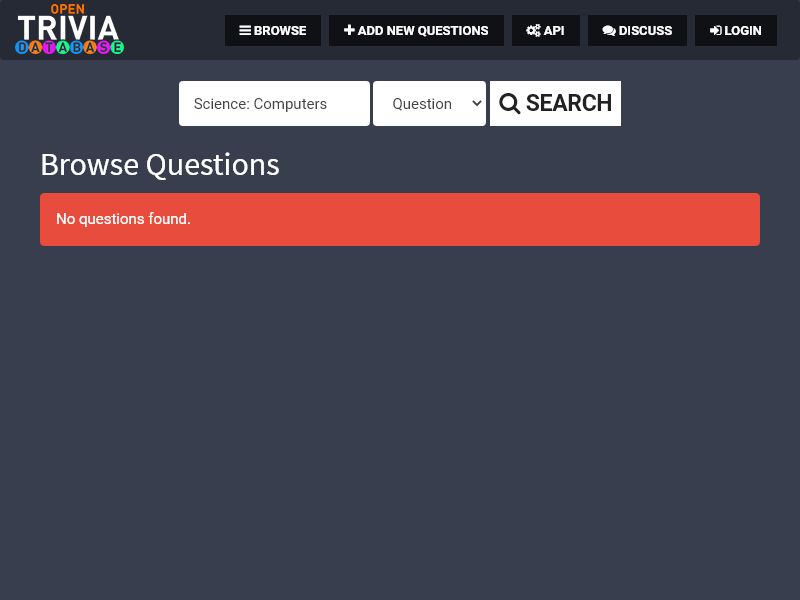 OPEN
TRIVIA
DATABASE
BROWSE
ADD NEW QUESTIONS
API
DISCUSS
LOGIN
Science: Computers
Question
SEARCH
Browse Questions
No questions found.